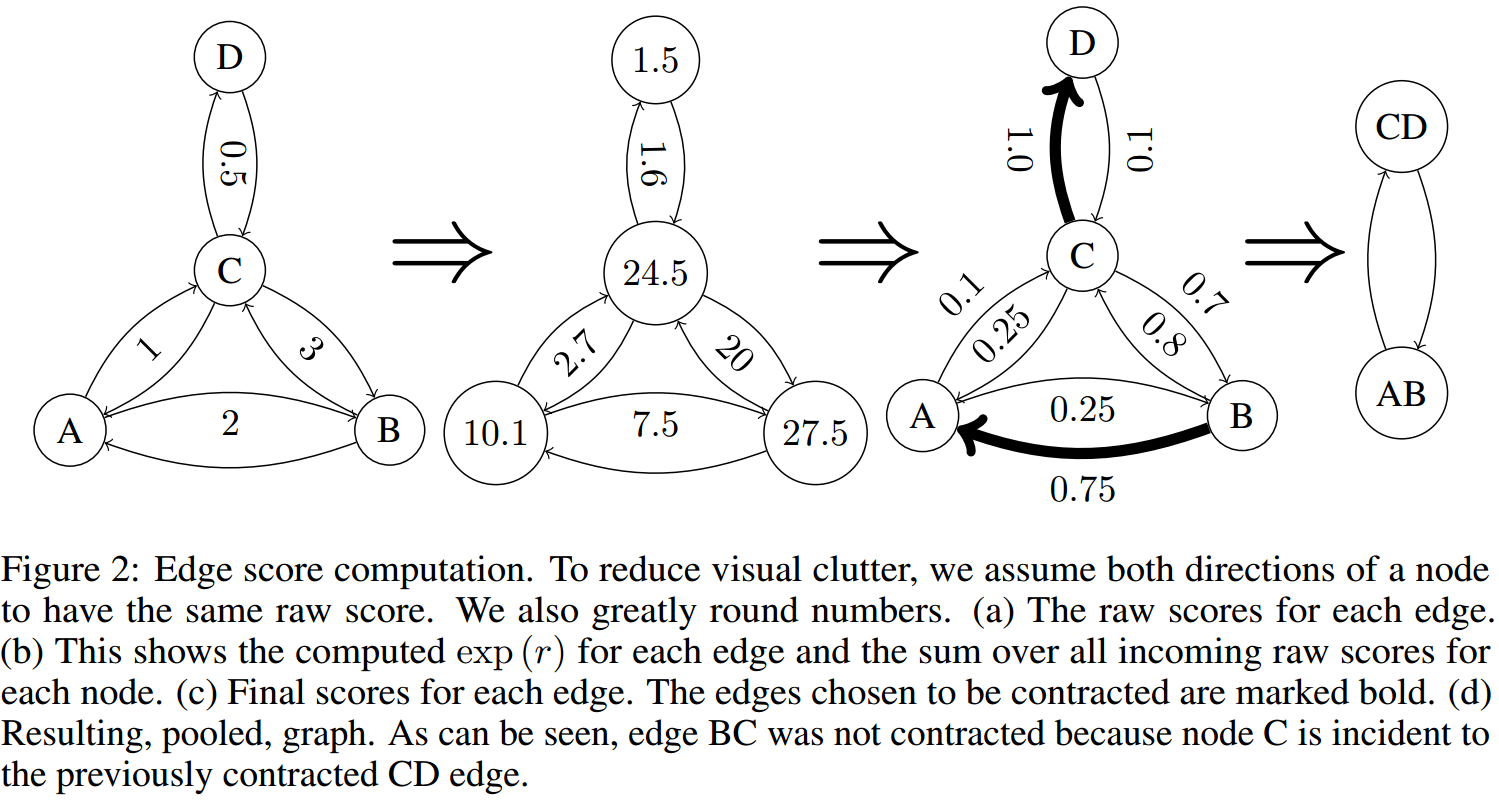 D
0.5
C
1
3
A
2
B
1.5
1.6
24.5
2.7
20
10.1
7.5
27.5
D
1.0
0.1
C
0.1
0.25
0.7
0.8
A
0.25
B
0.75
CD
AB
Figure 2: Edge score computation. To reduce visual clutter, we assume both directions of a node
to have the same raw score. We also greatly round numbers. (a) The raw scores for each edge.
(b) This shows the computed exp (r) for each edge and the sum over all incoming raw scores for
each node. (c) Final scores for each edge. The edges chosen to be contracted are marked bold. (d)
Resulting, pooled, graph. As can be seen, edge BC was not contracted because node C is incident to
the previously contracted CD edge.